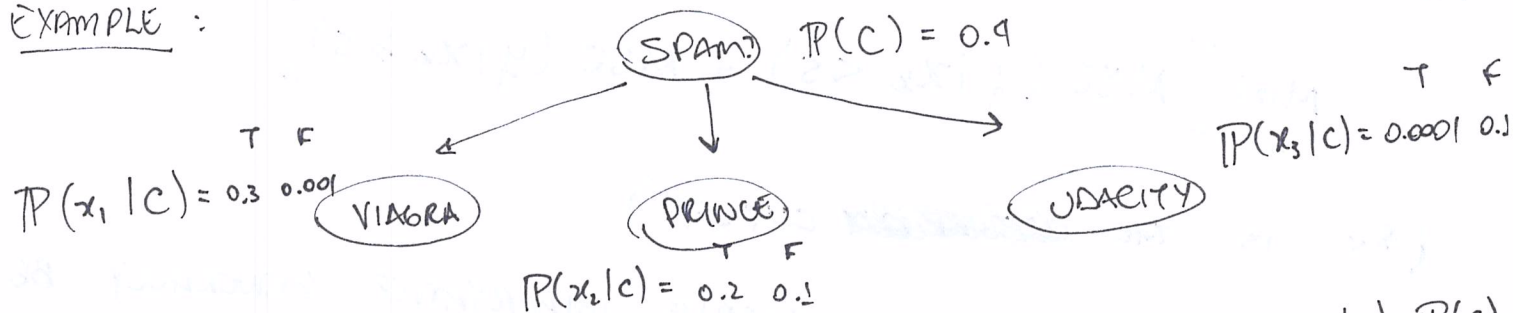 EXAMPLE :
SPAM? ℙ(C) = 0.4
T F
ℙ(x₃|C) = 0.0001 0.1
T F
ℙ(x₁|C) = 0.3 0.001
VIAGRA PRINCE UDACITY
T F
ℙ(x₂|C) = 0.2 0.1
ℙ(c)